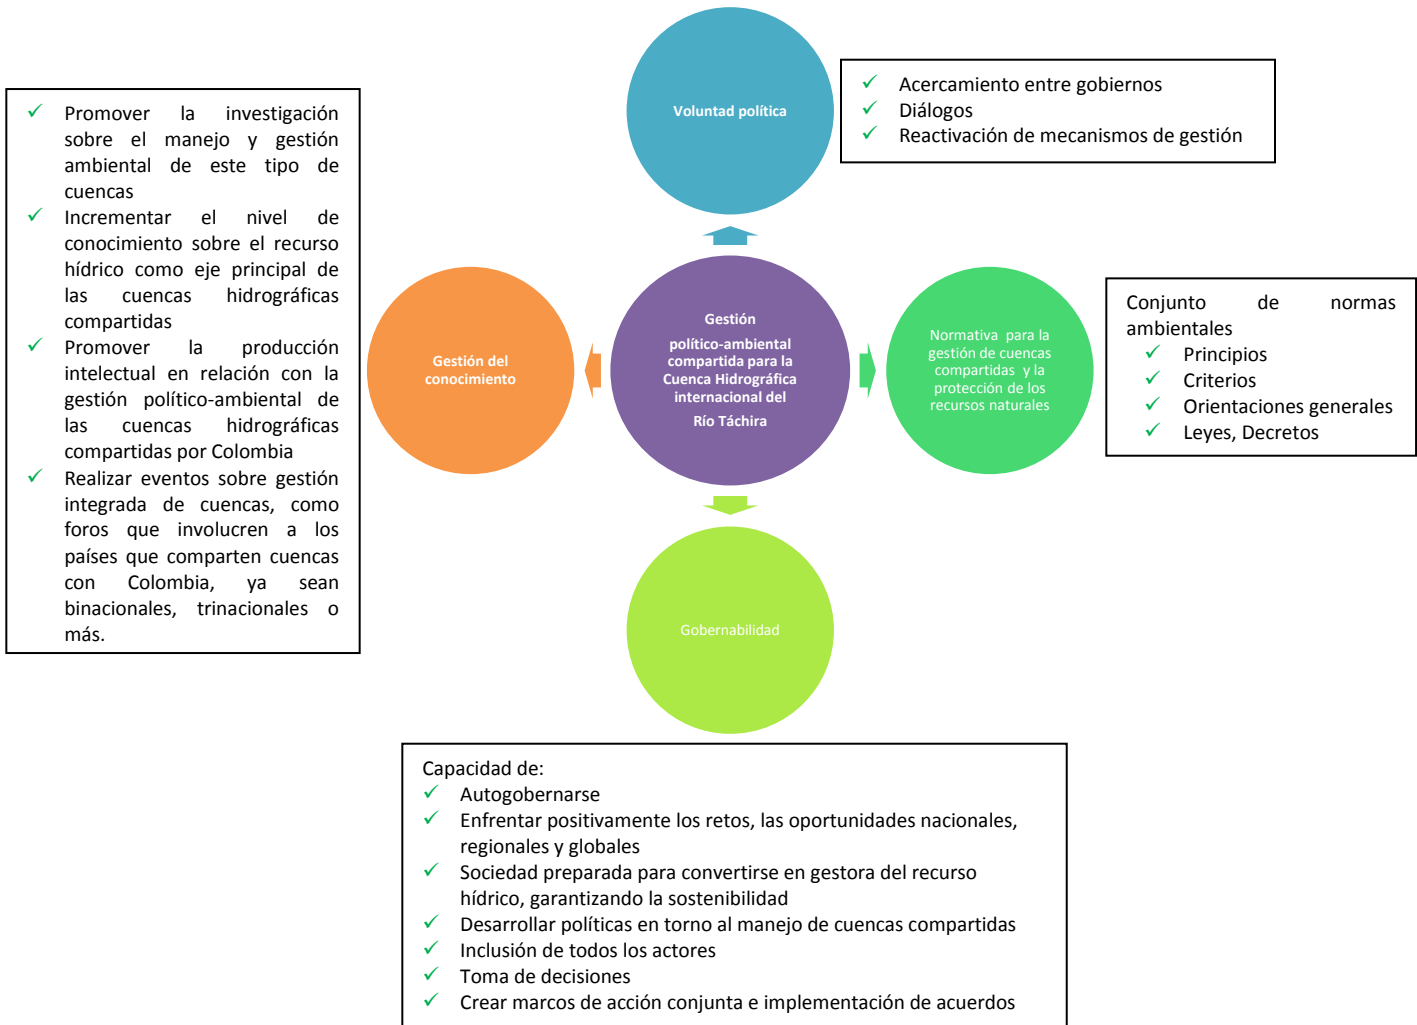 Voluntad política
Acercamiento entre gobiernos
Diálogos
Reactivación de mecanismos de gestión
Promover la investigación
sobre el manejo y gestión
ambiental de este tipo de
cuencas
Incrementar el nivel de
conocimiento sobre el recurso
hídrico como eje principal de
las cuencas hidrográficas
compartidas
Promover la producción
intelectual en relación con la
gestión político-ambiental de
las cuencas hidrográficas
compartidas por Colombia
Realizar eventos sobre gestión
integrada de cuencas, como
foros que involucren a los
países que comparten cuencas
con Colombia, ya sean
binacionales, trinacionales o
más.
Gestión del
conocimiento
Gestión
político-ambiental
compartida para la
Cuenca Hidrográfica
internacional del
Río Táchira
Normativa para la
gestión de cuencas
compartidas y la
protección de los
recursos naturales
Conjunto de normas
ambientales
Principios
Criterios
Orientaciones generales
Leyes, Decretos
Gobernabilidad
Capacidad de:
Autogobernarse
Enfrentar positivamente los retos, las oportunidades nacionales,
regionales y globales
Sociedad preparada para convertirse en gestora del recurso
hídrico, garantizando la sostenibilidad
Desarrollar políticas en torno al manejo de cuencas compartidas
Inclusión de todos los actores
Toma de decisiones
Crear marcos de acción conjunta e implementación de acuerdos